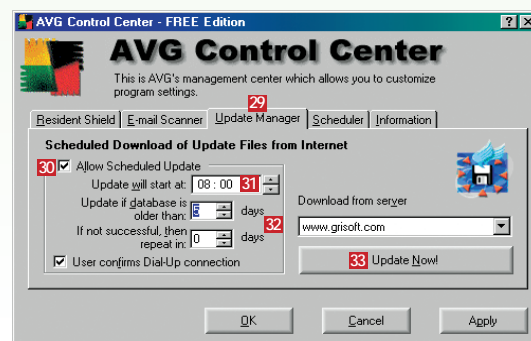 AVG Control Center - FREE Edition
AVG Control Center
This is AVG's management center which allows you to customize
program settings.
29
Resident Shield E-mail Scanner Update Manager Scheduler Information
Scheduled Download of Update Files from Internet
30 Allow Scheduled Update
Update will start at: 08 : 00 31
Update if database is
older than: 5 days
32
If not successful, then
repeat in: 0 days
User confirms Dial-Up connection
Download from server
www.grisoft.com
33 Update Now!
OK Cancel Apply